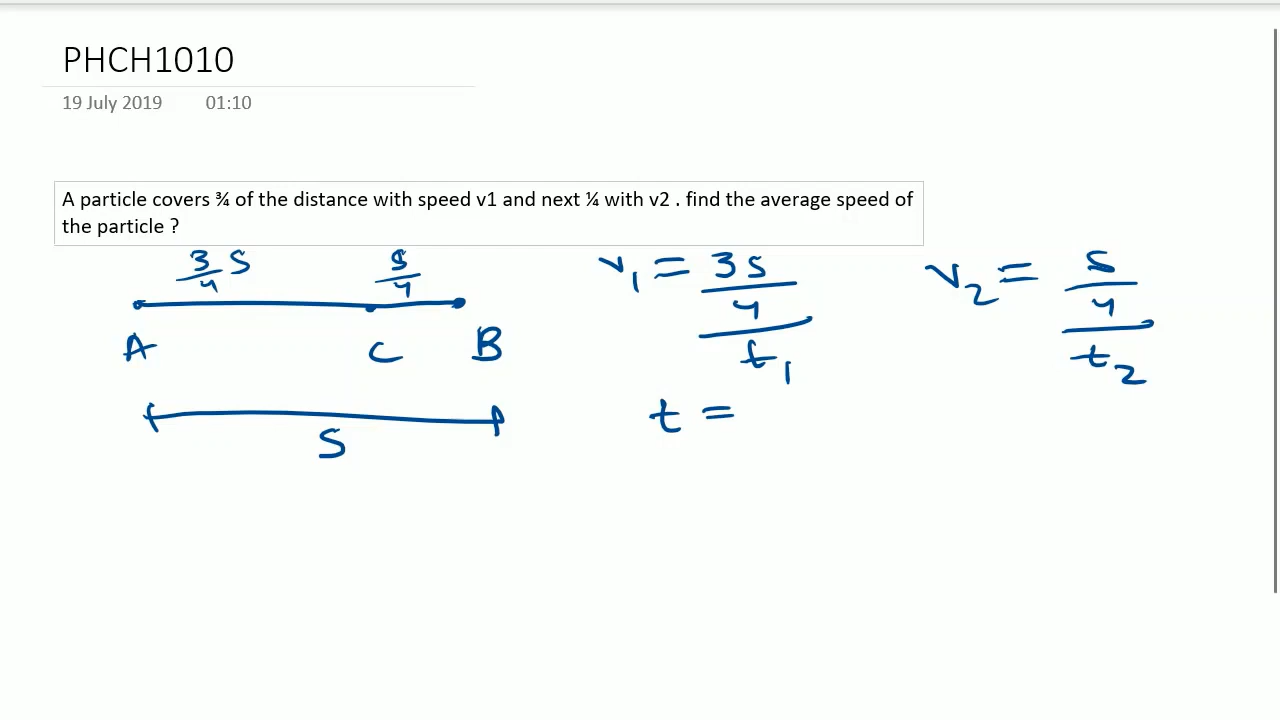 PHCH1010
19 July 2019 01:10
A particle covers ¾ of the distance with speed v1 and next ¼ with v2 . find the average speed of
the particle ?
3/4 S S/4
v1 = 3s/4/t1 v2 = s/4/t2
A C B
t =
S